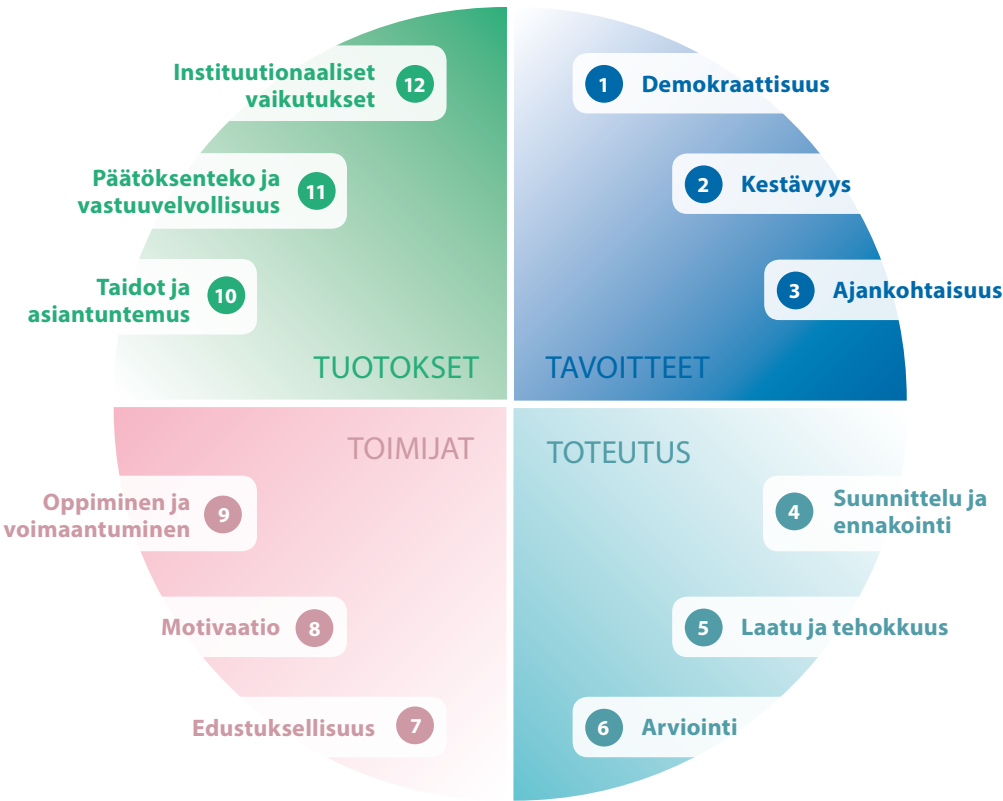 TAVOITTEET
1 Demokraattisuus
2 Kestävyys
3 Ajankohtaisuus
TOTEUTUS
4 Suunnittelu ja
ennakointi
5 Laatu ja tehokkuus
6 Arviointi
TOIMIJAT
7 Edustuksellisuus
8 Motivaatio
9 Oppiminen ja
voimaantuminen
TUOTOKSET
10 Taidot ja
asiantuntemus
11 Päätöksenteko ja
vastuuvelvollisuus
12 Instituutionaaliset
vaikutukset